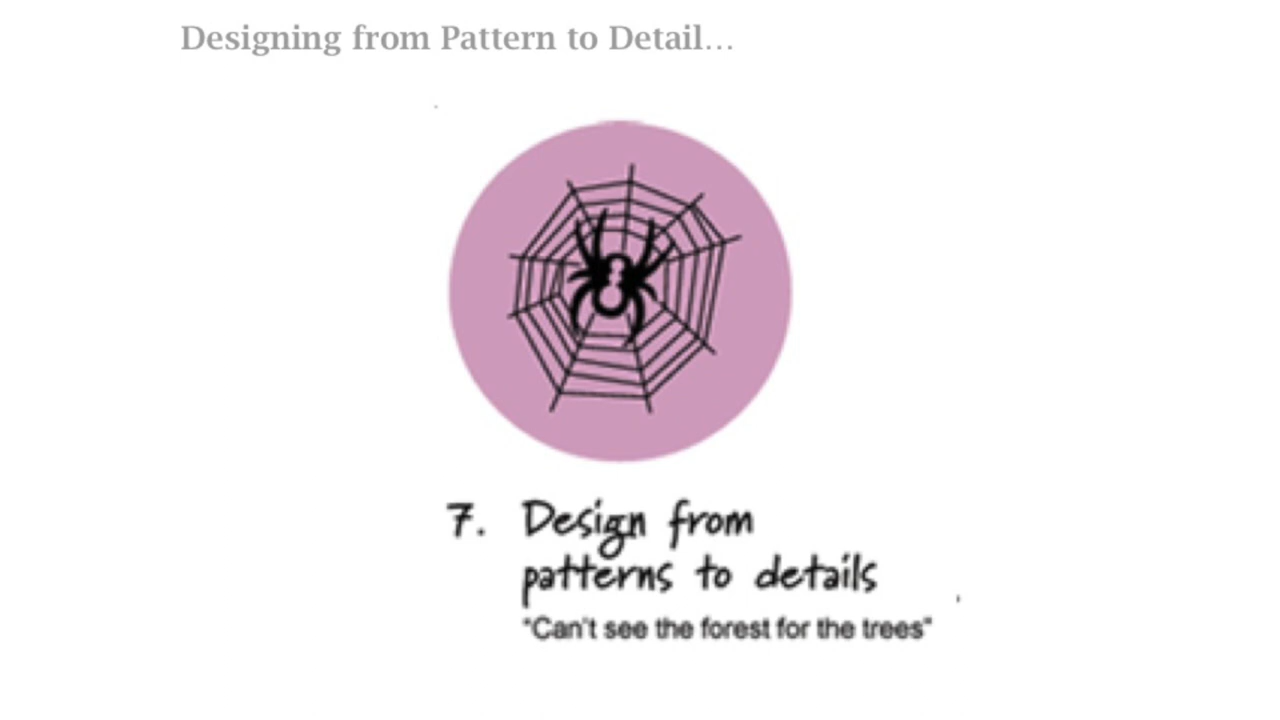 Designing from Pattern to Detail...
7. Design from
patterns to details
"Can't see the forest for the trees"